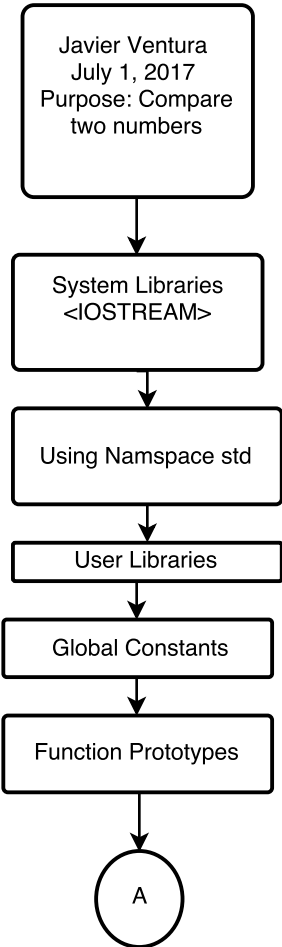 Javier Ventura
July 1, 2017
Purpose: Compare
two numbers
System Libraries
<IOSTREAM>
Using Namspace std
User Libraries
Global Constants
Function Prototypes
A